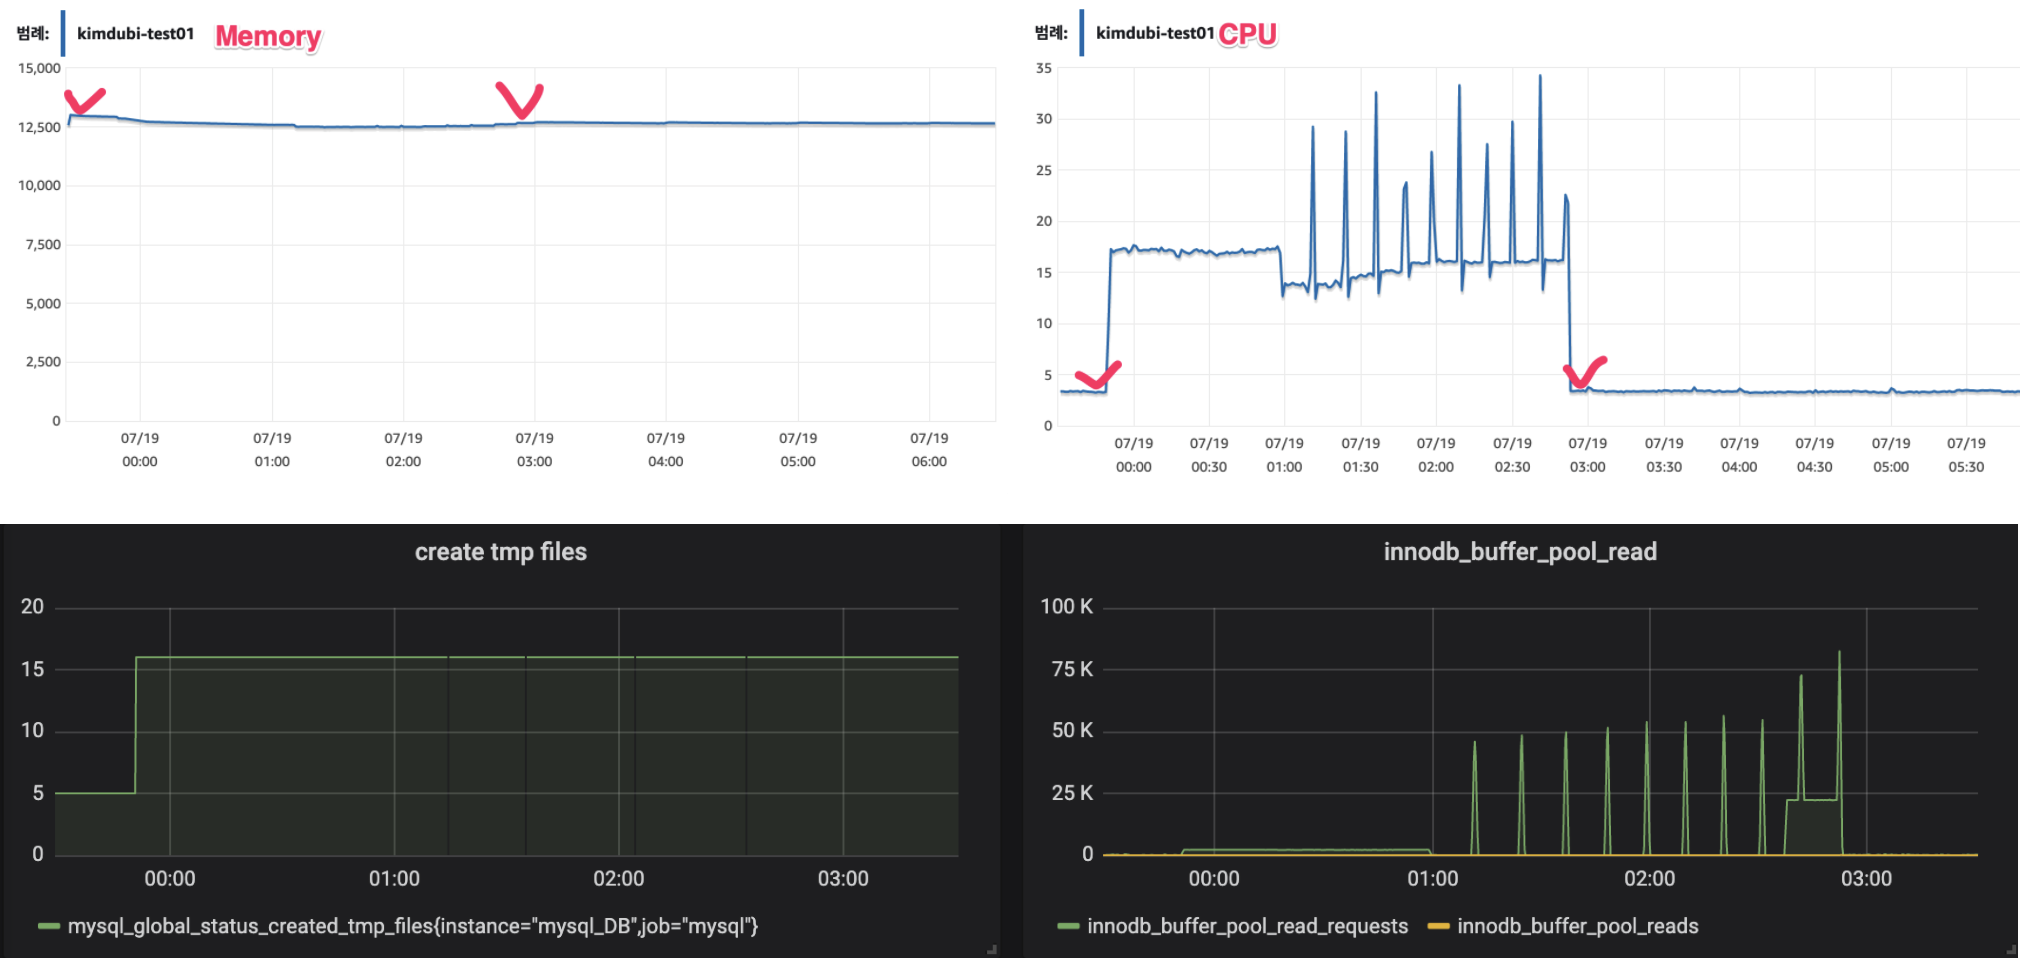 범례: kimdubi-test01 Memory
15,000
12,500
10,000
7,500
5,000
2,500
0
07/19 07/19 07/19 07/19 07/19 07/19 07/19
00:00 01:00 02:00 03:00 04:00 05:00 06:00
범례: kimdubi-test01 CPU
35
30
25
20
15
10
5
0
07/19 07/19 07/19 07/19 07/19 07/19 07/19 07/19 07/19 07/19 07/19 07/19
00:00 00:30 01:00 01:30 02:00 02:30 03:00 03:30 04:00 04:30 05:00 05:30
create tmp files
20
15
10
5
0
00:00 01:00 02:00 03:00
mysql_global_status_created_tmp_files{instance="mysql_DB",job="mysql"}
innodb_buffer_pool_read
100 K
75 K
50 K
25 K
0
00:00 01:00 02:00 03:00
innodb_buffer_pool_read_requests innodb_buffer_pool_reads